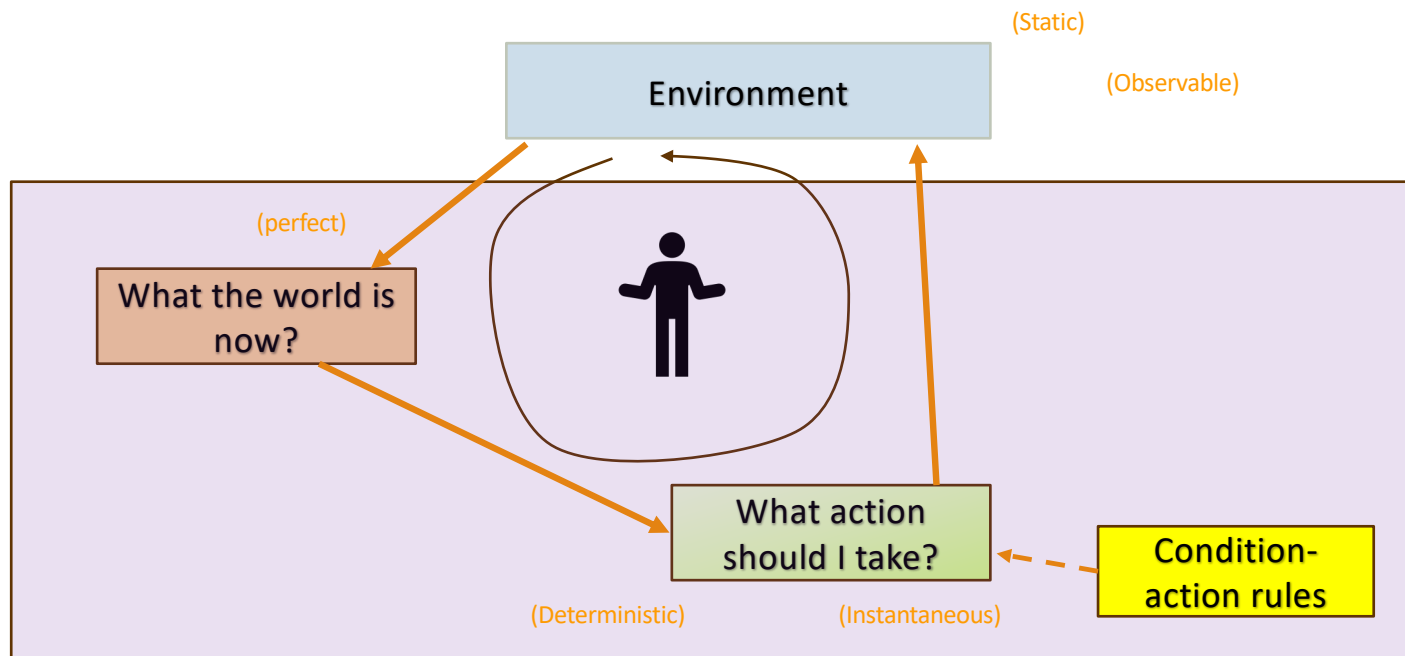 (Static)
Environment
(Observable)
(perfect)
What the world is
now?
What action
should I take?
Condition-
action rules
(Deterministic)
(Instantaneous)